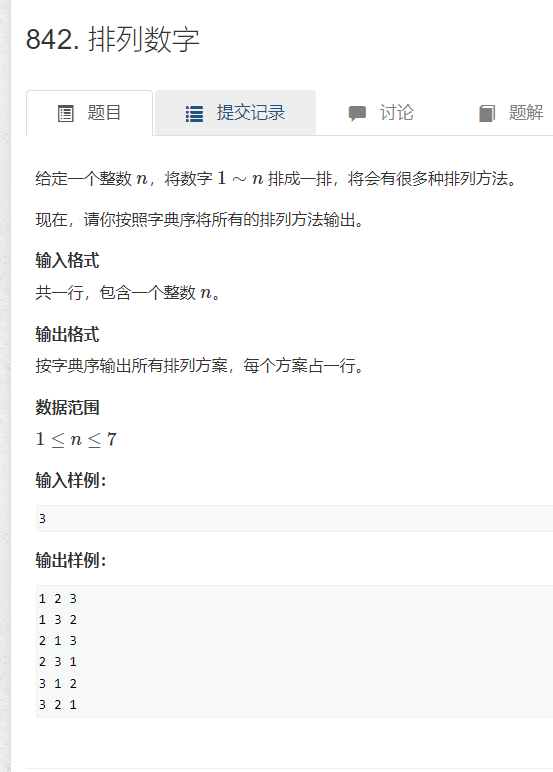 842. 排列数字
题目 提交记录 讨论 题解
给定一个整数 n，将数字 1 ∼ n 排成一排，将会有很多种排列方法。
现在，请你按照字典序将所有的排列方法输出。
输入格式
共一行，包含一个整数 n。
输出格式
按字典序输出所有排列方案，每个方案占一行。
数据范围
1 ≤ n ≤ 7
输入样例：
3
输出样例：
1 2 3
1 3 2
2 1 3
2 3 1
3 1 2
3 2 1